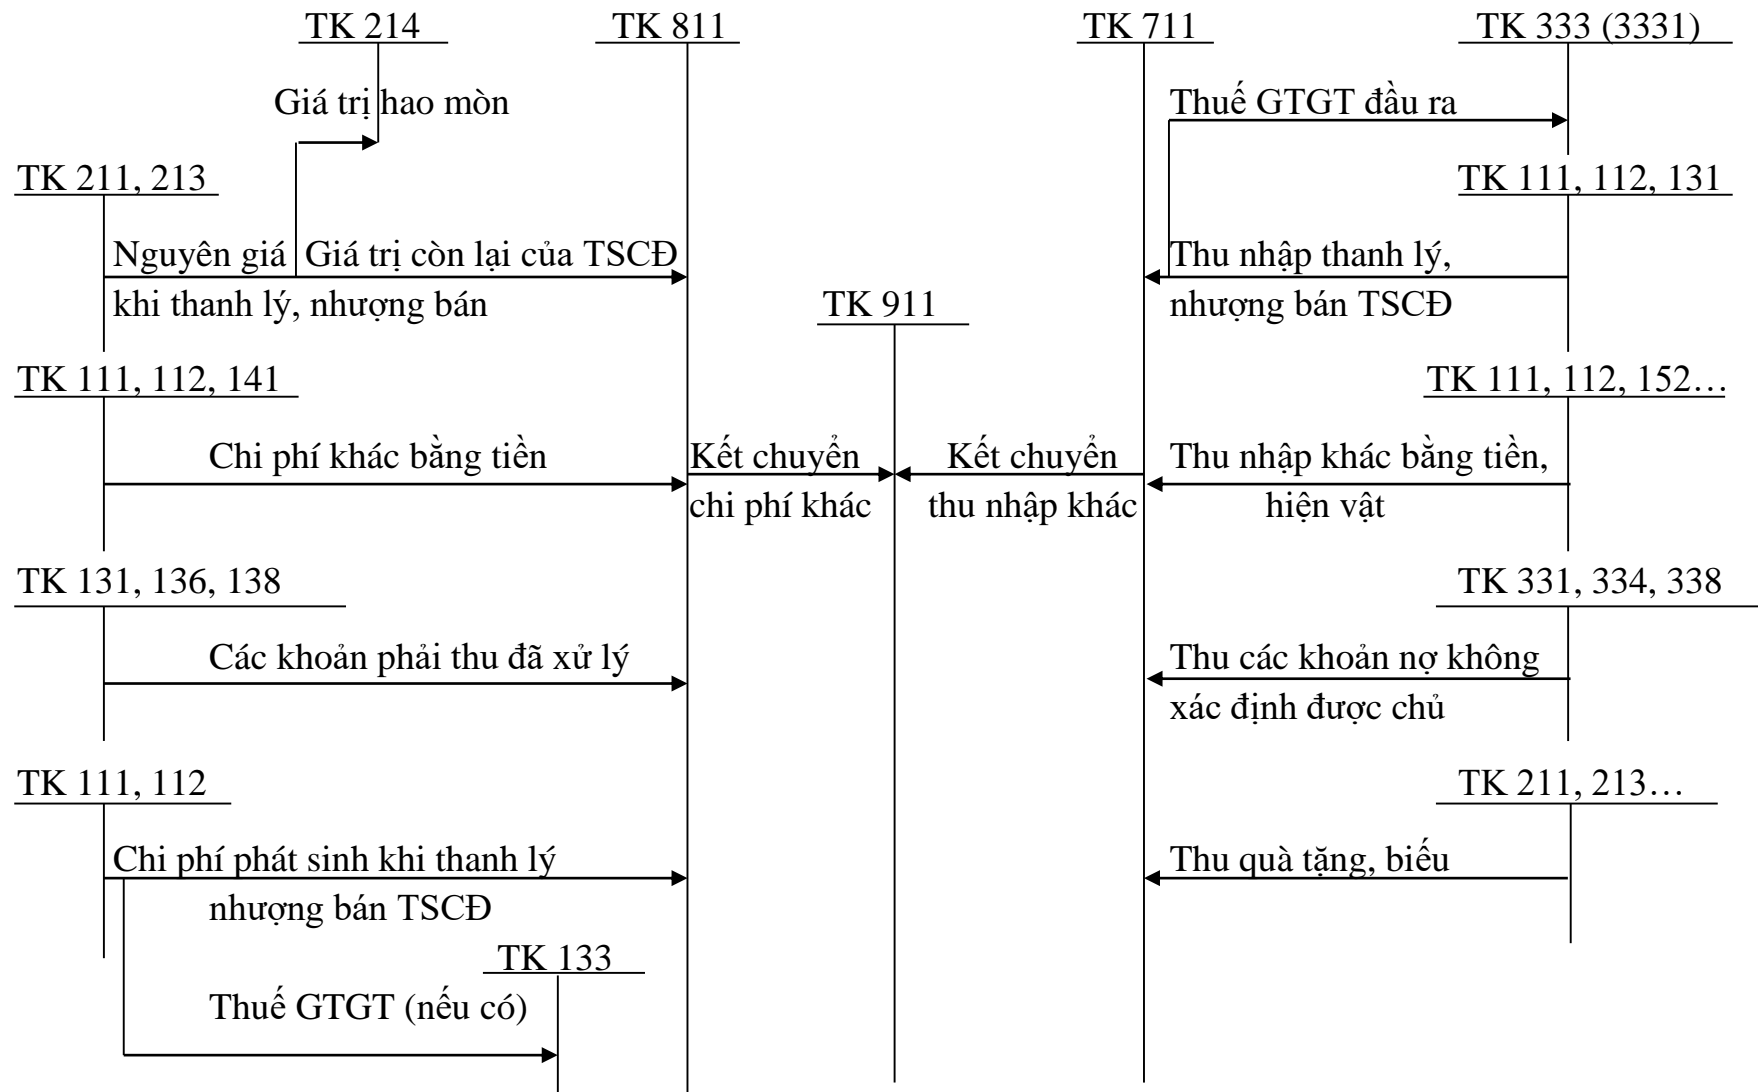 TK 214
TK 811
TK 711
TK 333 (3331)
Giá trị hao mòn
Thuế GTGT đầu ra
TK 211, 213
TK 111, 112, 131
Nguyên giá
Giá trị còn lại của TSCĐ
khi thanh lý, nhượng bán
Thu nhập thanh lý,
nhượng bán TSCĐ
TK 911
TK 111, 112, 141
TK 111, 112, 152…
Chi phí khác bằng tiền
Kết chuyển
chi phí khác
Kết chuyển
thu nhập khác
Thu nhập khác bằng tiền,
hiện vật
TK 131, 136, 138
TK 331, 334, 338
Các khoản phải thu đã xử lý
Thu các khoản nợ không
xác định được chủ
TK 111, 112
TK 211, 213…
Chi phí phát sinh khi thanh lý
nhượng bán TSCĐ
Thu quà tặng, biếu
TK 133
Thuế GTGT (nếu có)